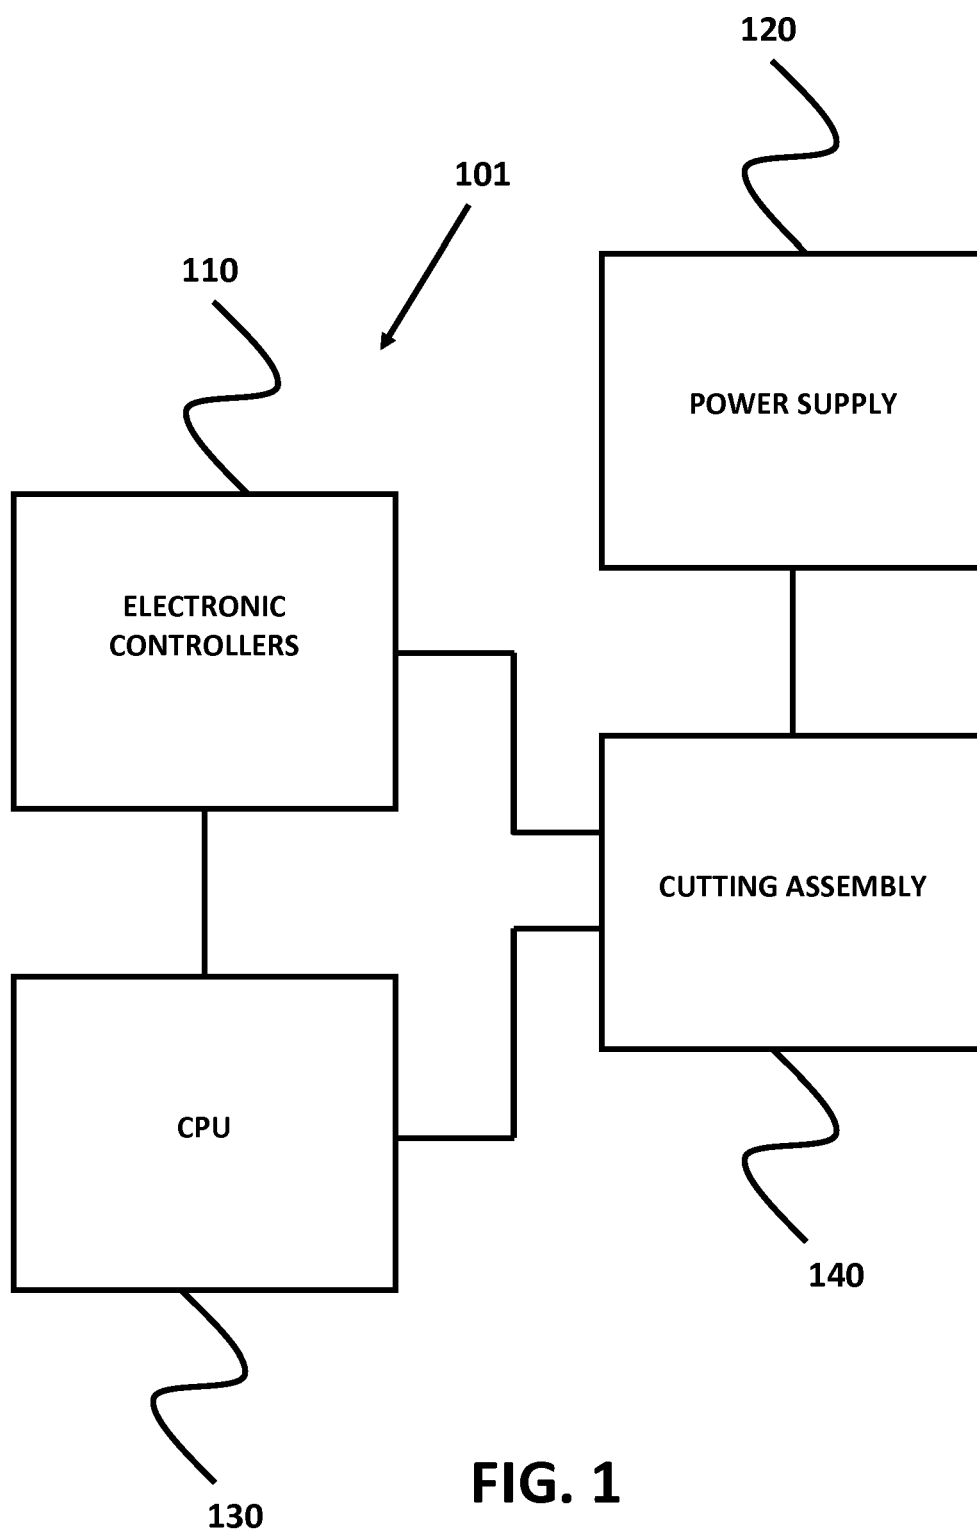 120
101
110
POWER SUPPLY
ELECTRONIC
CONTROLLERS
CUTTING ASSEMBLY
CPU
140
130
FIG. 1